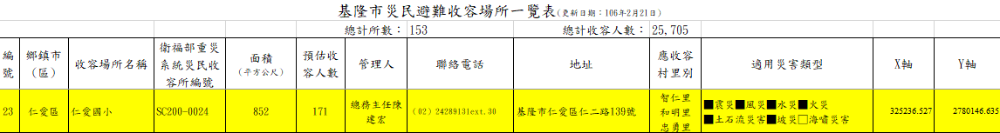 基隆市災民避難收容場所一覽表(更新日期：106年2月21日)
總計所數： 153 總計收容人數： 25,705
編號 鄉鎮市（區） 收容場所名稱 衛福部重災系統災民收容所編號 面積（平方公尺） 預估收容人數 管理人 聯絡電話 地址 應收容村里別 適用災害類型 X軸 Y軸
23 仁愛區 仁愛國小 SC200-0024 852 171 總務主任陳建宏 (02) 24289131ext.30 基隆市仁愛區仁二路139號 智仁里 和明里 忠勇里 ■震災■風災■水災■火災 ■土石流災害■坡災□海嘯災害 325236.527 2780146.635